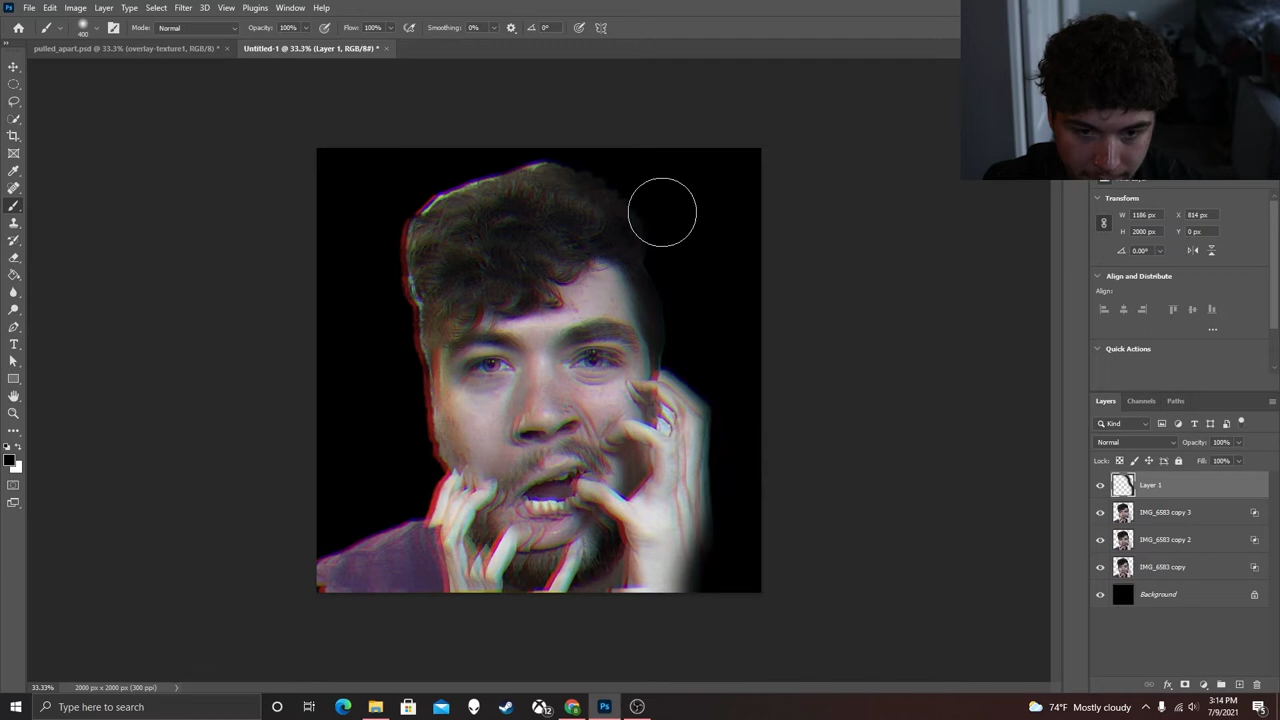 Ps File Edit Image Layer Type Select Filter 3D View Plugins Window Help
400 Mode: Normal Opacity: 100% Flow: 100% Smoothing: 0% 0°
pulled_apart.psd @ 33.3% (overlay-texture1, RGB/8) * × Untitled-1 @ 33.3% (Layer 1, RGB/8#) * ×
Transform
W 1186 px X 814 px
H 2000 px Y 0 px
0.00°
Align and Distribute
Align:
Quick Actions
Layers Channels Paths
Kind
Normal Opacity: 100%
Lock: Fill: 100%
Layer 1
IMG_6583 copy 3
IMG_6583 copy 2
IMG_6583 copy
Background
33.33% 2000 px x 2000 px (300 ppi)
Type here to search
Ps
74°F Mostly cloudy
3:14 PM
7/9/2021